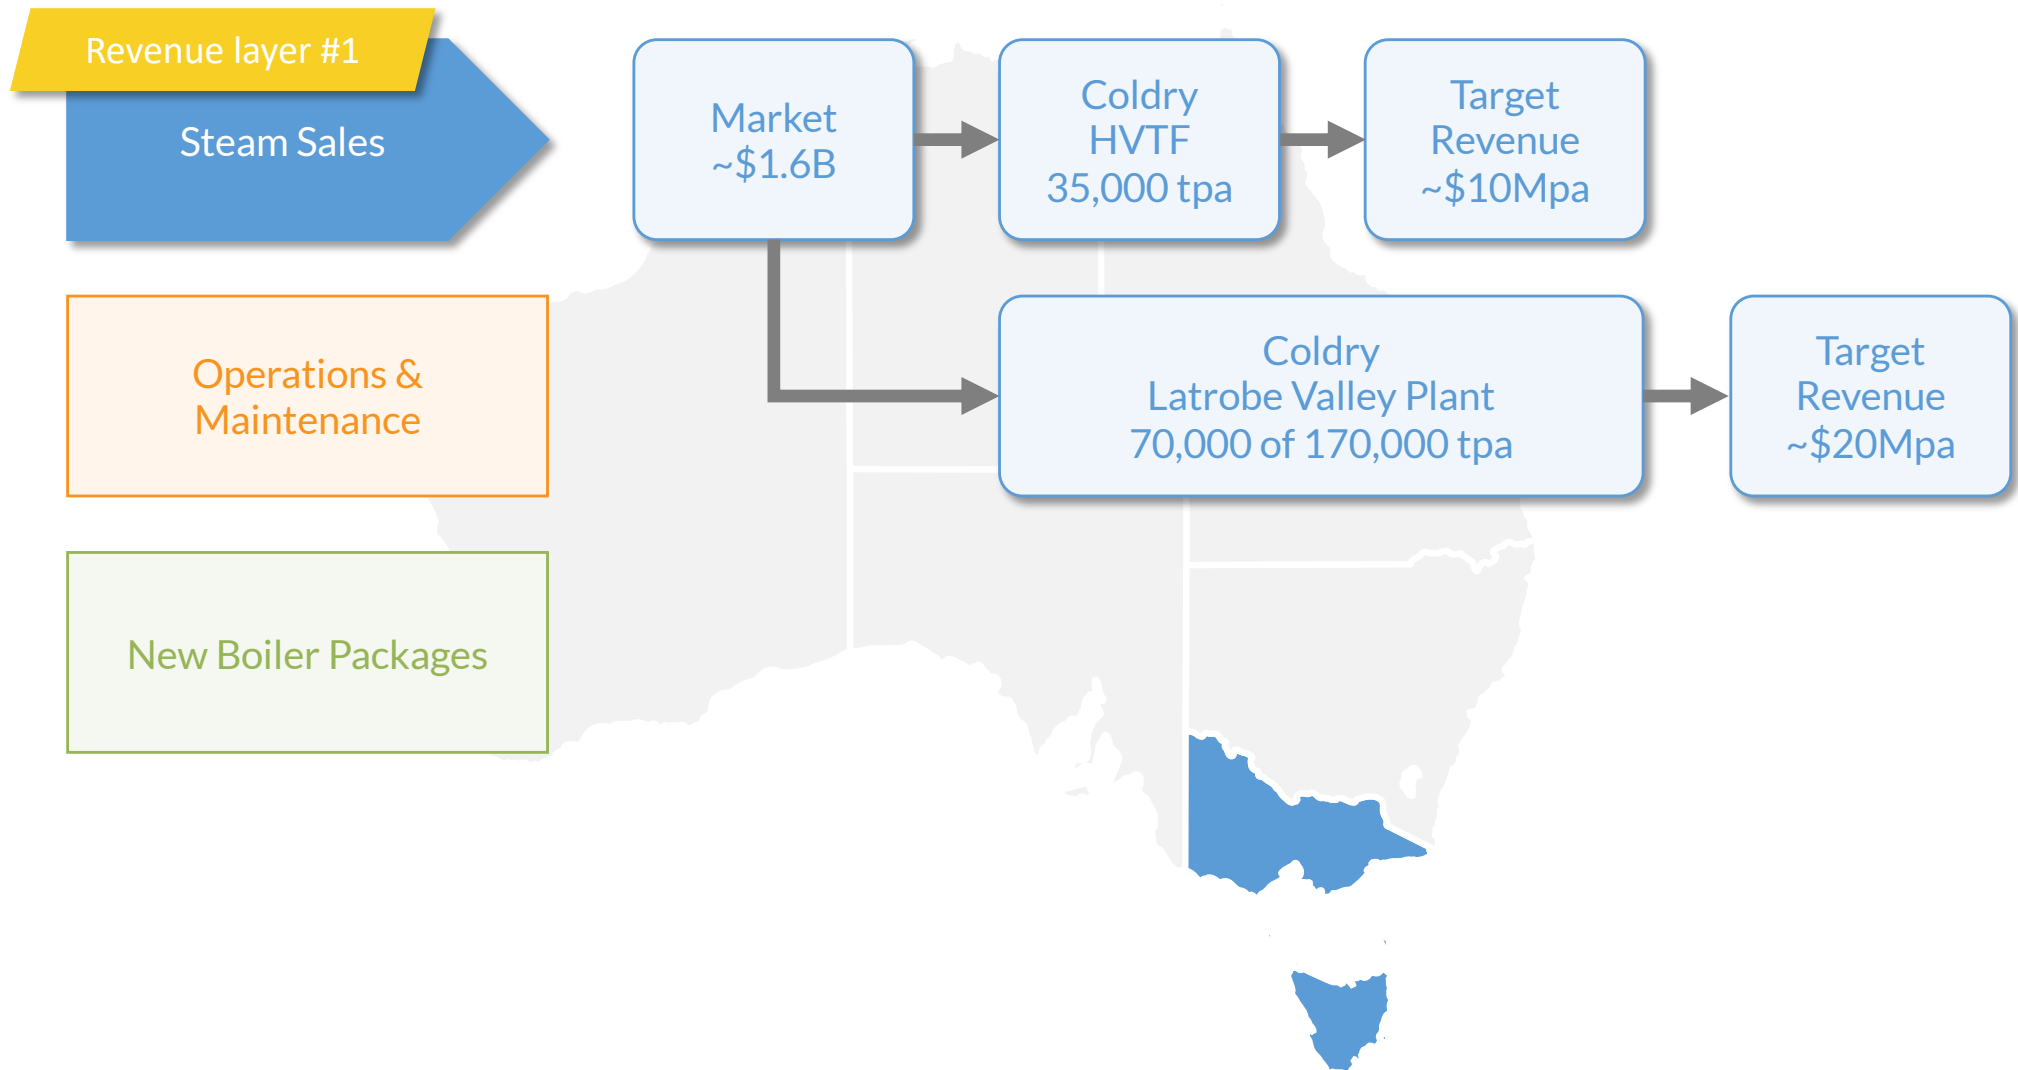 Revenue layer #1
Steam Sales
Market
~$1.6B
Coldry
HVTF
35,000 tpa
Target
Revenue
~$10Mpa
Operations &
Maintenance
Coldry
Latrobe Valley Plant
70,000 of 170,000 tpa
Target
Revenue
~$20Mpa
New Boiler Packages